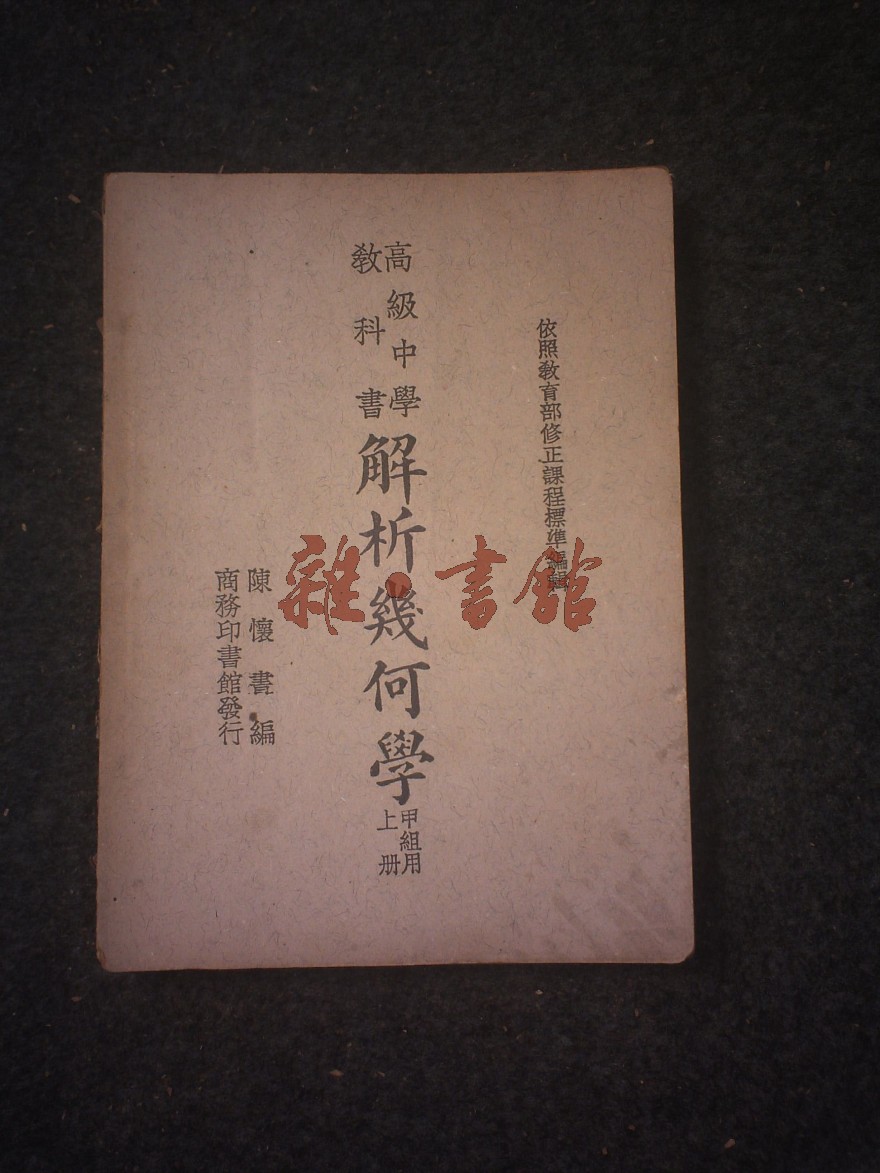 依照教育部修正課程標準編輯
高級中學
教科書
解析幾何學
甲組用
上册
陳懷書編
商務印書館發行
雜·書館